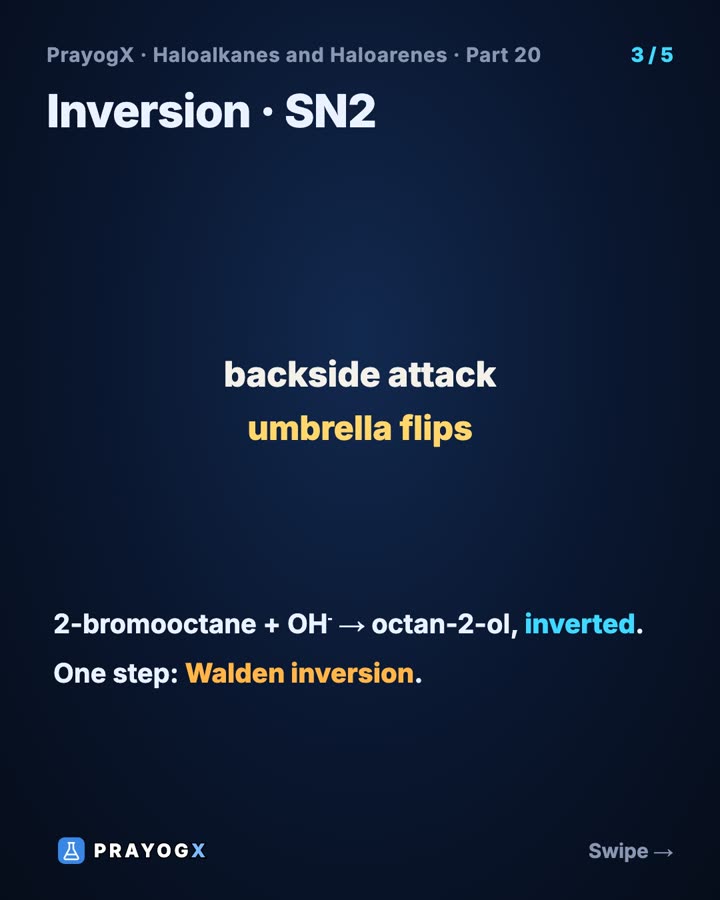 PrayogX · Haloalkanes and Haloarenes · Part 20
3 / 5
Inversion · SN2
backside attack
umbrella flips
2-bromooctane + OH⁻ → octan-2-ol, inverted.
One step: Walden inversion.
PRAYOGX
Swipe →